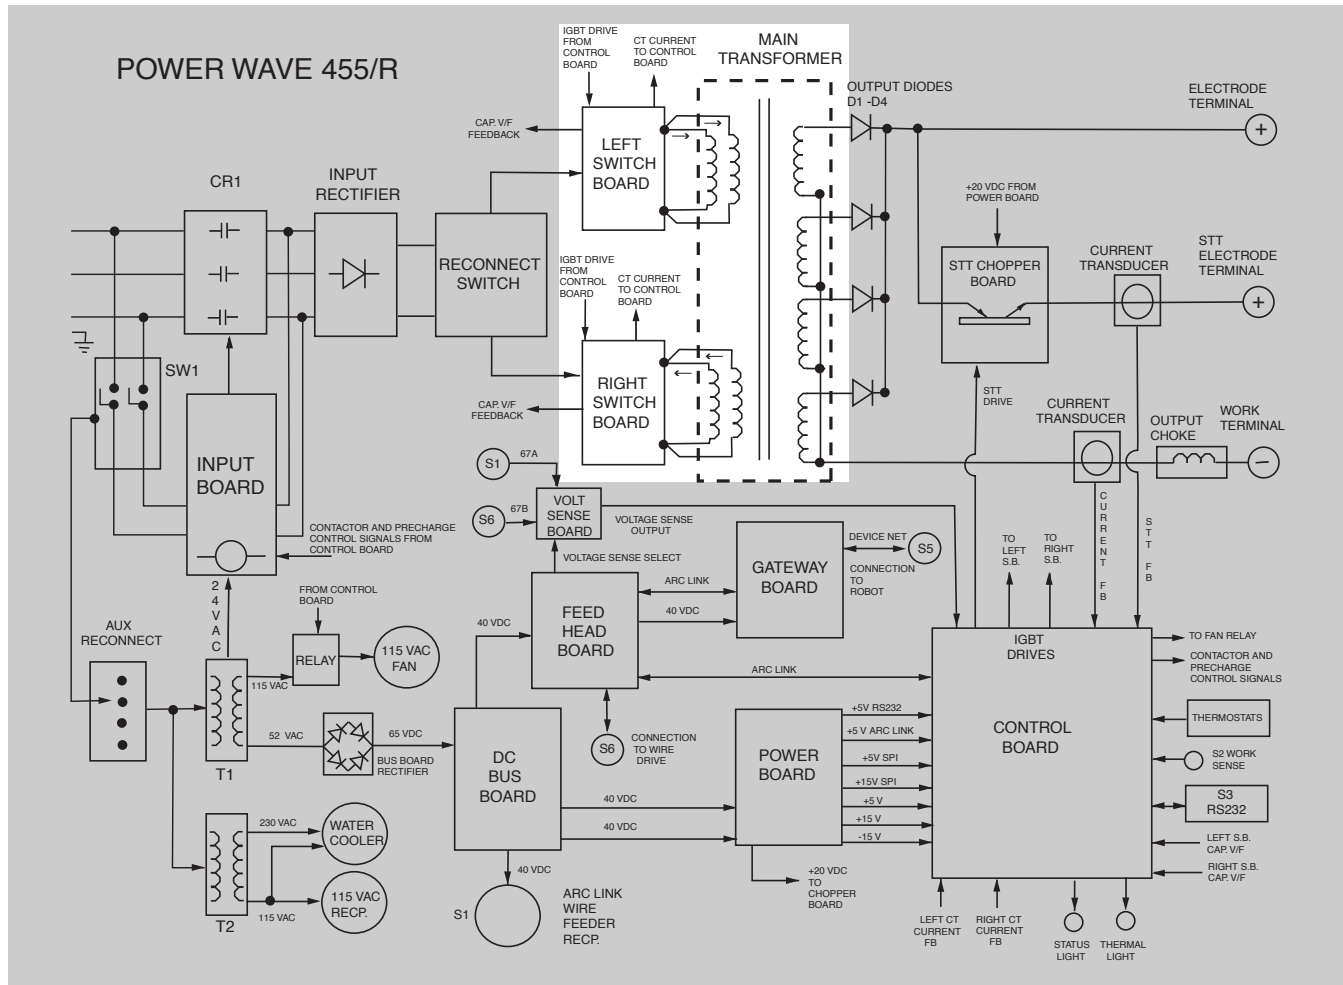 POWER WAVE 455/R
IGBT DRIVE
FROM
CONTROL
BOARD
CT CURRENT
TO CONTROL
BOARD
MAIN
TRANSFORMER
OUTPUT DIODES
D1 -D4
ELECTRODE
TERMINAL
+
CAP. V/F
FEEDBACK
LEFT
SWITCH
BOARD
CR1
INPUT
RECTIFIER
RECONNECT
SWITCH
IGBT DRIVE
FROM
CONTROL
BOARD
CT CURRENT
TO CONTROL
BOARD
+20 VDC FROM
POWER BOARD
STT CHOPPER
BOARD
CURRENT
TRANSDUCER
STT
ELECTRODE
TERMINAL
+
SW1
RIGHT
SWITCH
BOARD
CAP. V/F
FEEDBACK
STT
DRIVE
CURRENT
TRANSDUCER
OUTPUT
CHOKE
WORK
TERMINAL
–
INPUT
BOARD
S1
67A
S6
67B
VOLT
SENSE
BOARD
VOLTAGE SENSE
OUTPUT
VOLTAGE SENSE SELECT
CONTACTOR AND PRECHARGE
CONTROL SIGNALS FROM
CONTROL BOARD
GATEWAY
BOARD
DEVICE NET
S5
CONNECTION
TO
ROBOT
TO
LEFT
S.B.
TO
RIGHT
S.B.
CURRENT FB
STT FB
24VAC
FROM CONTROL
BOARD
AUX
RECONNECT
RELAY
115 VAC
FAN
115 VAC
40 VDC
FEED
HEAD
BOARD
ARC LINK
40 VDC
ARC LINK
IGBT
DRIVES
TO FAN RELAY
CONTACTOR AND
PRECHARGE
CONTROL SIGNALS
CONTROL
BOARD
THERMOSTATS
S2 WORK
SENSE
S3
RS232
LEFT S.B.
CAP. V/F
RIGHT S.B.
CAP. V/F
T1
52 VAC
65 VDC
BUS BOARD
RECTIFIER
DC
BUS
BOARD
S6
CONNECTION
TO WIRE
DRIVE
POWER
BOARD
+5V RS232
+5 V ARC LINK
+5V SPI
+15V SPI
+5 V
+15 V
-15 V
40 VDC
40 VDC
T2
230 VAC
WATER
COOLER
115 VAC
115 VAC
RECP.
40 VDC
S1
ARC LINK
WIRE
FEEDER
RECP.
+20 VDC
TO
CHOPPER
BOARD
LEFT CT
CURRENT
FB
RIGHT CT
CURRENT
FB
STATUS
LIGHT
THERMAL
LIGHT